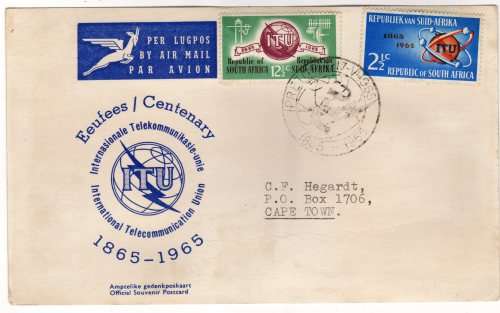 PER LUGPOS
BY AIR MAIL
PAR AVION
1865 1965
ITU
Republic of SOUTH AFRICA
12½c
Republiek van SUID-AFRIKA
REPUBLIEK VAN SUID-AFRIKA
1865
1965
ITU
2½c
REPUBLIC OF SOUTH AFRICA
Eeufees / Centenary
Internasionale Telekommunikasie-unie
ITU
International Telecommunication Union
1865-1965
C.F. Hegardt,
P.O. Box 1706,
CAPE TOWN.
Amptelike gedenkposkaart
Official Souvenir Postcard